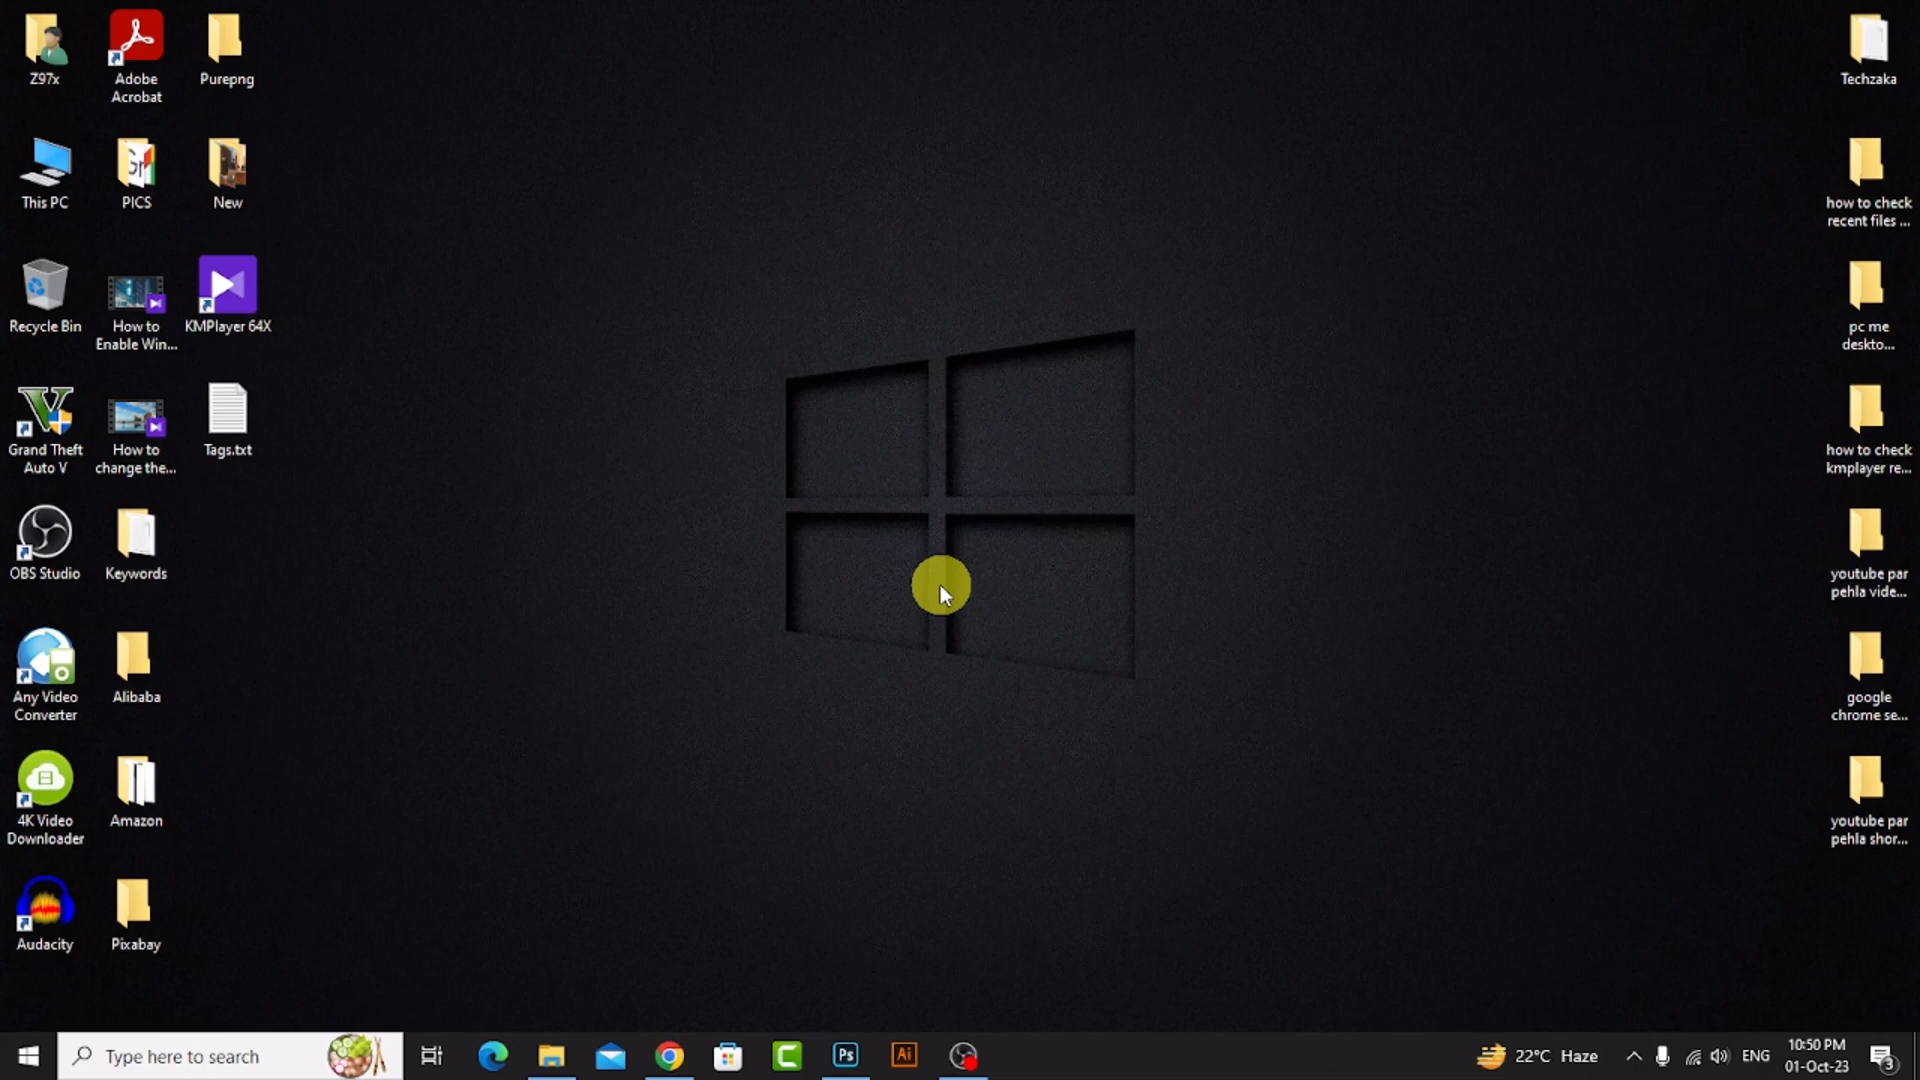 Z97x
Adobe
Acrobat
Purepng
This PC
PICS
New
Recycle Bin
How to
Enable Win...
KMPlayer 64X
Grand Theft
Auto V
How to
change the...
Tags.txt
OBS Studio
Keywords
Any Video
Converter
Alibaba
4K Video
Downloader
Amazon
Audacity
Pixabay
Techzaka
how to check
recent files ...
pc me
deskto...
how to check
kmplayer re...
youtube par
pehla vide...
google
chrome se...
youtube par
pehla shor...
Type here to search
Ps
Ai
22°C Haze
ENG
10:50 PM
01-Oct-23
3